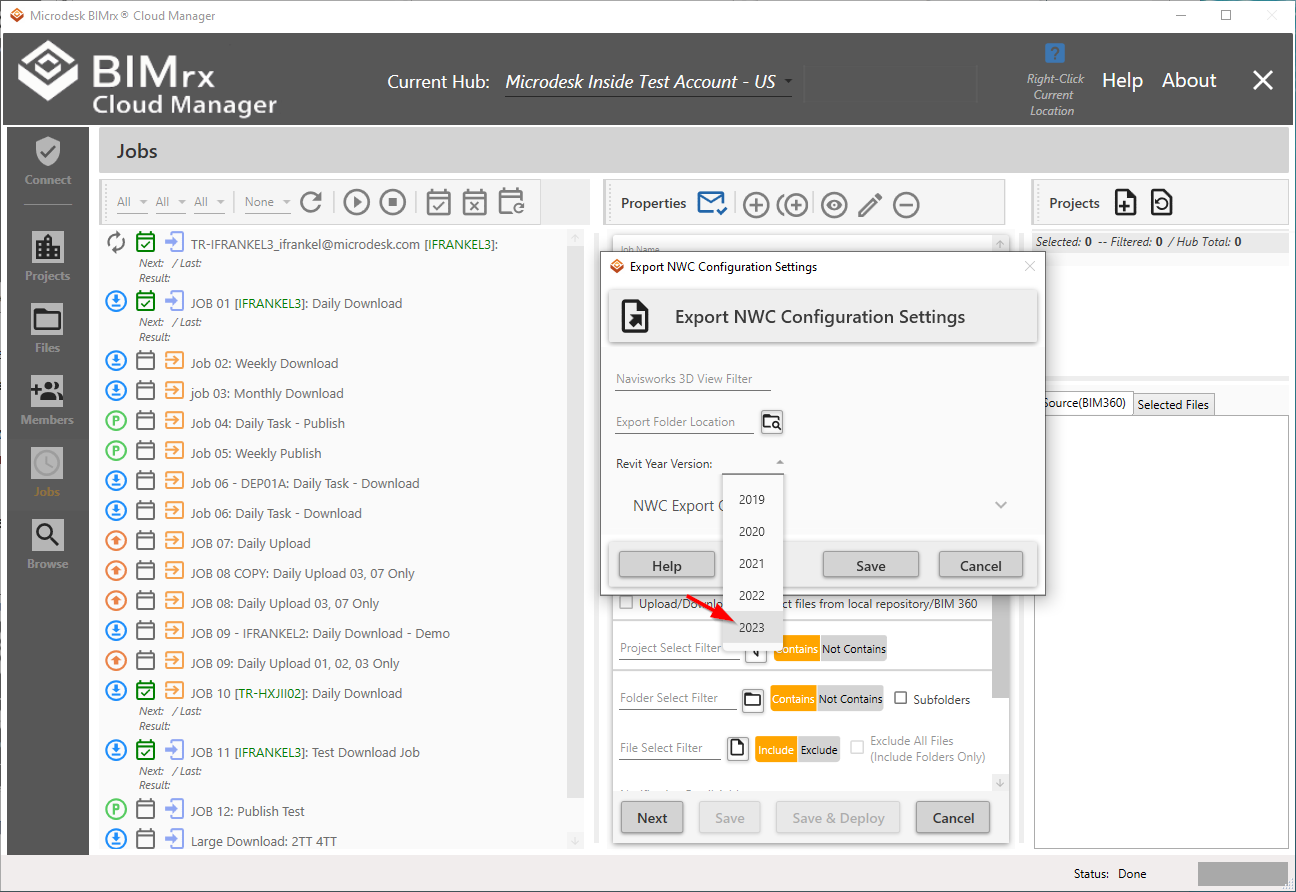 Microdesk BIMrx® Cloud Manager
BIMrx
Cloud Manager
Current Hub: Microdesk Inside Test Account - US
?
Right-Click
Current
Location
Help
About
Connect
Projects
Files
Members
Jobs
Browse
Jobs
All All All None
TR-IFRANKEL3_ifrankel@microdesk.com [IFRANKEL3]:
Next: / Last:
Result:
JOB 01 [IFRANKEL3]: Daily Download
Next: / Last:
Result:
Job 02: Weekly Download
job 03: Monthly Download
P Job 04: Daily Task - Publish
P Job 05: Weekly Publish
Job 06 - DEP01A: Daily Task - Download
Job 06: Daily Task - Download
JOB 07: Daily Upload
JOB 08 COPY: Daily Upload 03, 07 Only
JOB 08: Daily Upload 03, 07 Only
JOB 09 - IFRANKEL2: Daily Download - Demo
JOB 09: Daily Upload 01, 02, 03 Only
JOB 10 [TR-HXJII02]: Daily Download
Next: / Last:
Result:
JOB 11 [IFRANKEL3]: Test Download Job
Next: / Last:
Result:
P JOB 12: Publish Test
Large Download: 2TT 4TT
Properties
Job Name
Export NWC Configuration Settings
Export NWC Configuration Settings
Navisworks 3D View Filter
Export Folder Location
Revit Year Version:
2019
NWC Export
2020
2021
2022
2023
Help
Save
Cancel
Upload/Downlo
ct files from local repository/BIM 360
Project Select Filter
Contains Not Contains
Folder Select Filter
Contains Not Contains
Subfolders
File Select Filter
Include Exclude
Exclude All Files
(Include Folders Only)
Next
Save
Save & Deploy
Cancel
Projects
Selected: 0 -- Filtered: 0 / Hub Total: 0
Source(BIM360)
Selected Files
Status: Done